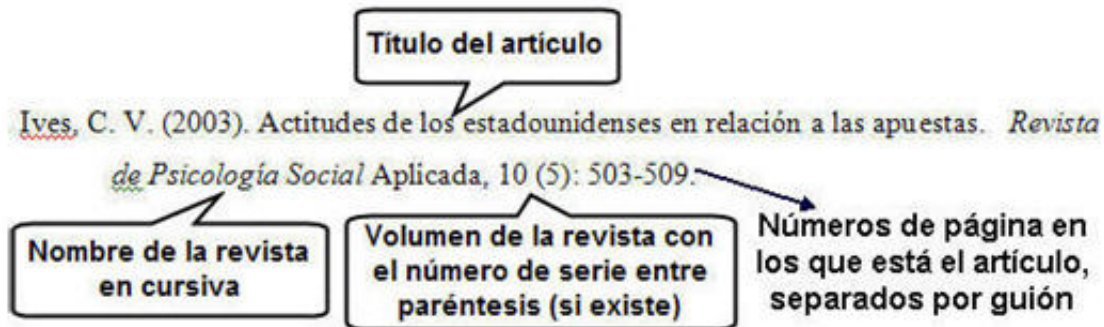 Título del artículo
Ives, C. V. (2003). Actitudes de los estadounidenses en relación a las apuestas. Revista
de Psicología Social Aplicada, 10 (5): 503-509.
Nombre de la revista
en cursiva
Volumen de la revista con
el número de serie entre
paréntesis (si existe)
Números de página en
los que está el artículo,
separados por guión